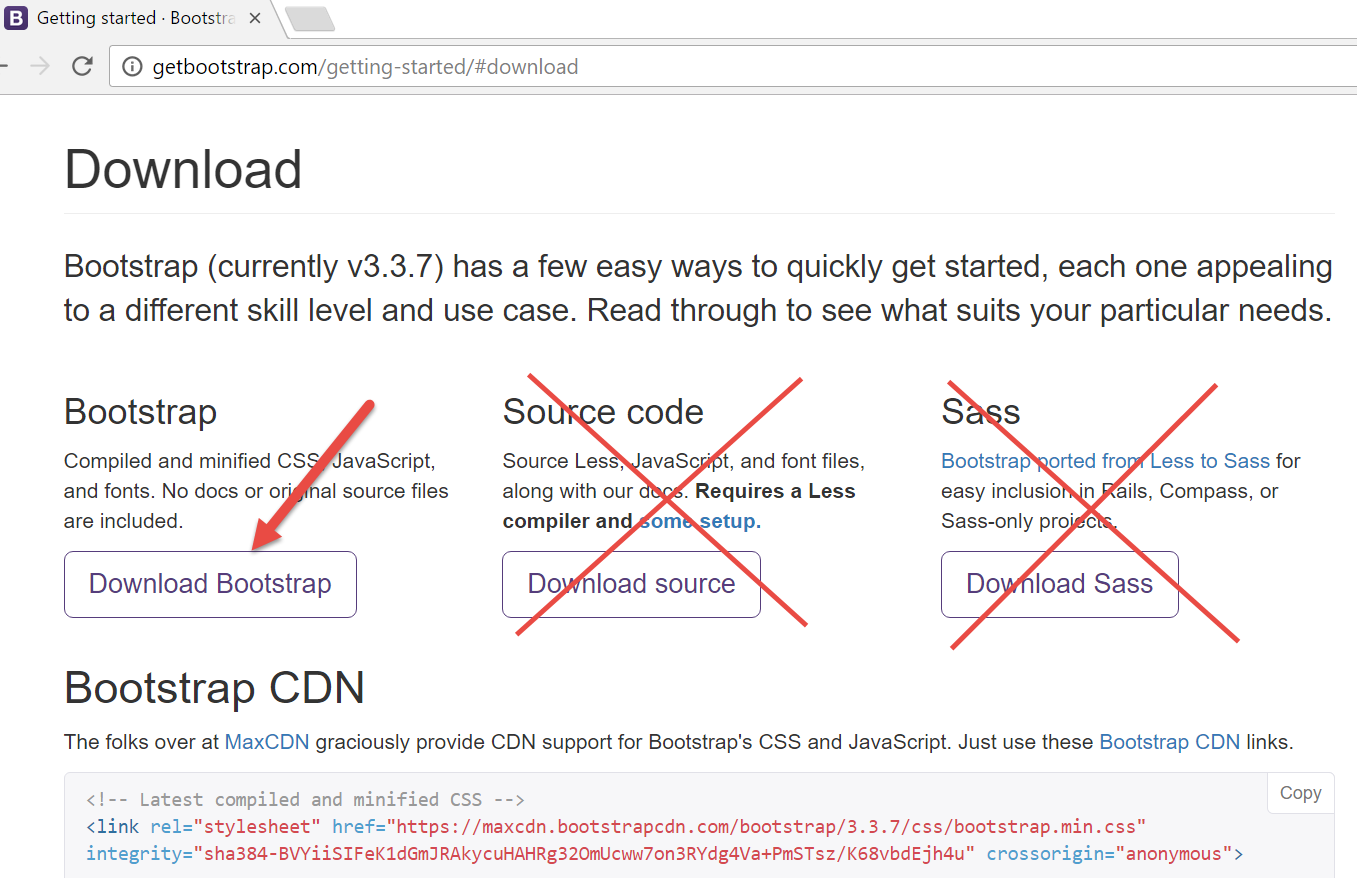 B Getting started · Bootstra
getbootstrap.com/getting-started/#download
Download
Bootstrap (currently v3.3.7) has a few easy ways to quickly get started, each one appealing
to a different skill level and use case. Read through to see what suits your particular needs.
Bootstrap
Compiled and minified CSS, JavaScript,
and fonts. No docs or original source files
are included.
Download Bootstrap
Source code
Source Less, JavaScript, and font files,
along with our docs. Requires a Less
compiler and some setup.
Download source
Sass
Bootstrap ported from Less to Sass for
easy inclusion in Rails, Compass, or
Sass-only projects.
Download Sass
Bootstrap CDN
The folks over at MaxCDN graciously provide CDN support for Bootstrap's CSS and JavaScript. Just use these Bootstrap CDN links.
Copy
<!-- Latest compiled and minified CSS -->
<link rel="stylesheet" href="https://maxcdn.bootstrapcdn.com/bootstrap/3.3.7/css/bootstrap.min.css"
integrity="sha384-BVYiiSIFeK1dGmJRAkycuHAHRg32OmUcww7on3RYdg4Va+PmSTsz/K68vbdEjh4u" crossorigin="anonymous">